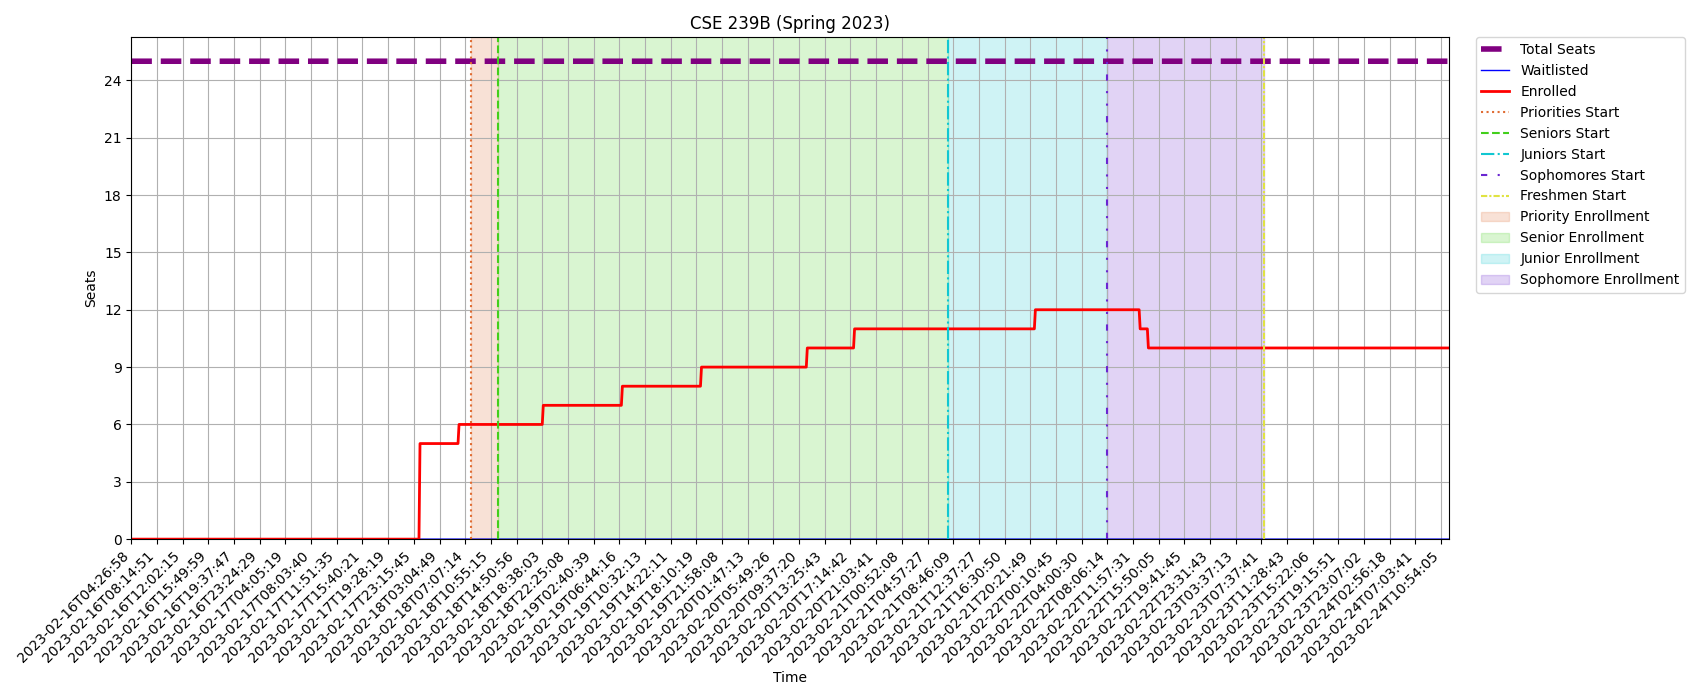 CSE 239B (Spring 2023)
Seats
24
21
18
15
12
9
6
3
0
2023-02-16T04:26:58
2023-02-16T08:14:51
2023-02-16T12:02:15
2023-02-16T15:49:59
2023-02-16T19:37:47
2023-02-16T23:24:29
2023-02-17T04:05:19
2023-02-17T08:03:40
2023-02-17T11:51:35
2023-02-17T15:40:21
2023-02-17T19:28:19
2023-02-17T23:15:45
2023-02-18T03:04:49
2023-02-18T07:07:14
2023-02-18T10:55:15
2023-02-18T14:50:56
2023-02-18T18:38:03
2023-02-18T22:25:08
2023-02-19T02:40:39
2023-02-19T06:44:16
2023-02-19T10:32:13
2023-02-19T14:22:11
2023-02-19T18:10:19
2023-02-19T21:58:08
2023-02-20T01:47:13
2023-02-20T05:49:26
2023-02-20T09:37:20
2023-02-20T13:25:43
2023-02-20T17:14:42
2023-02-20T21:03:41
2023-02-21T00:52:08
2023-02-21T04:57:27
2023-02-21T08:46:09
2023-02-21T12:37:27
2023-02-21T16:30:50
2023-02-21T20:21:49
2023-02-22T00:10:45
2023-02-22T04:00:30
2023-02-22T08:06:14
2023-02-22T11:57:31
2023-02-22T15:50:05
2023-02-22T19:41:45
2023-02-22T23:31:43
2023-02-23T03:37:13
2023-02-23T07:37:41
2023-02-23T11:28:43
2023-02-23T15:22:06
2023-02-23T19:15:51
2023-02-23T23:07:02
2023-02-24T02:56:18
2023-02-24T07:03:41
2023-02-24T10:54:05
Time
Total Seats
Waitlisted
Enrolled
Priorities Start
Seniors Start
Juniors Start
Sophomores Start
Freshmen Start
Priority Enrollment
Senior Enrollment
Junior Enrollment
Sophomore Enrollment